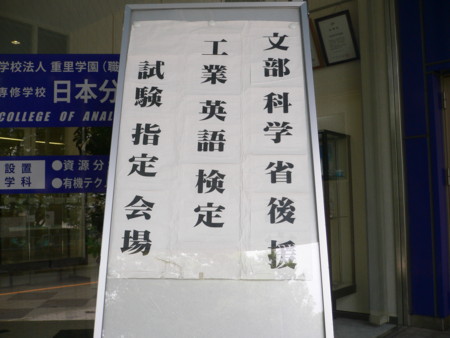 文部科学省後援
工業英語検定
試験指定会場
学校法人 重里学園(職
専修学校 日本分
COLLEGE OF ANAL
設置
学科
●資源分
●有機テク